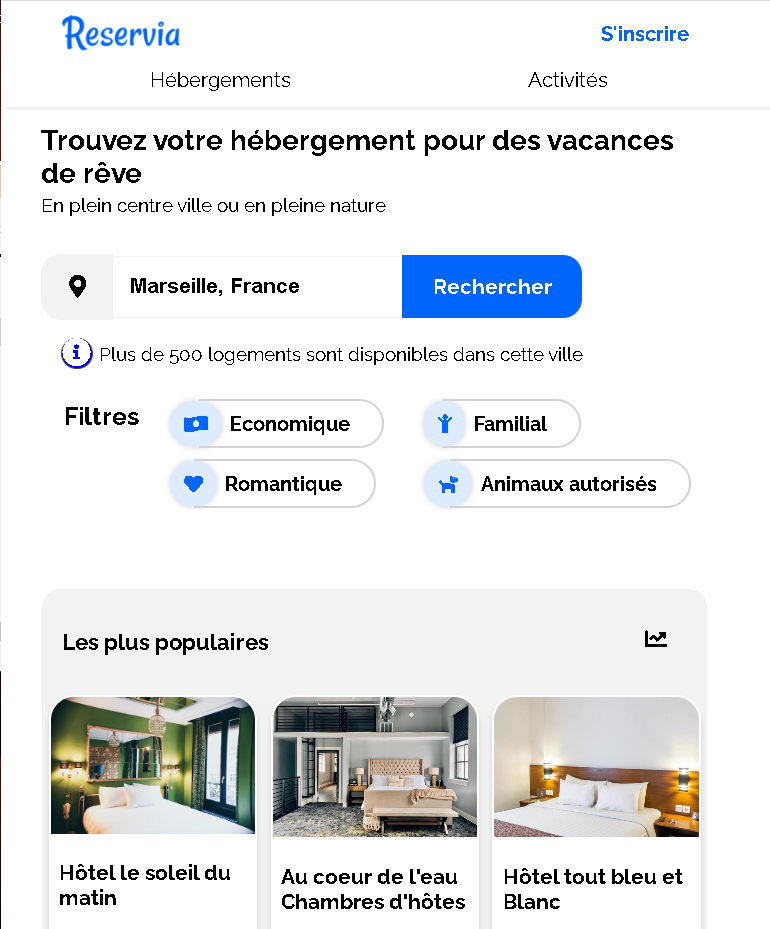 Reservia
S'inscrire
Hébergements
Activités
Trouvez votre hébergement pour des vacances
de rêve
En plein centre ville ou en pleine nature
Marseille, France
Rechercher
Plus de 500 logements sont disponibles dans cette ville
Filtres
Economique
Familial
Romantique
Animaux autorisés
Les plus populaires
Hôtel le soleil du
matin
Au coeur de l'eau
Chambres d'hôtes
Hôtel tout bleu et
Blanc